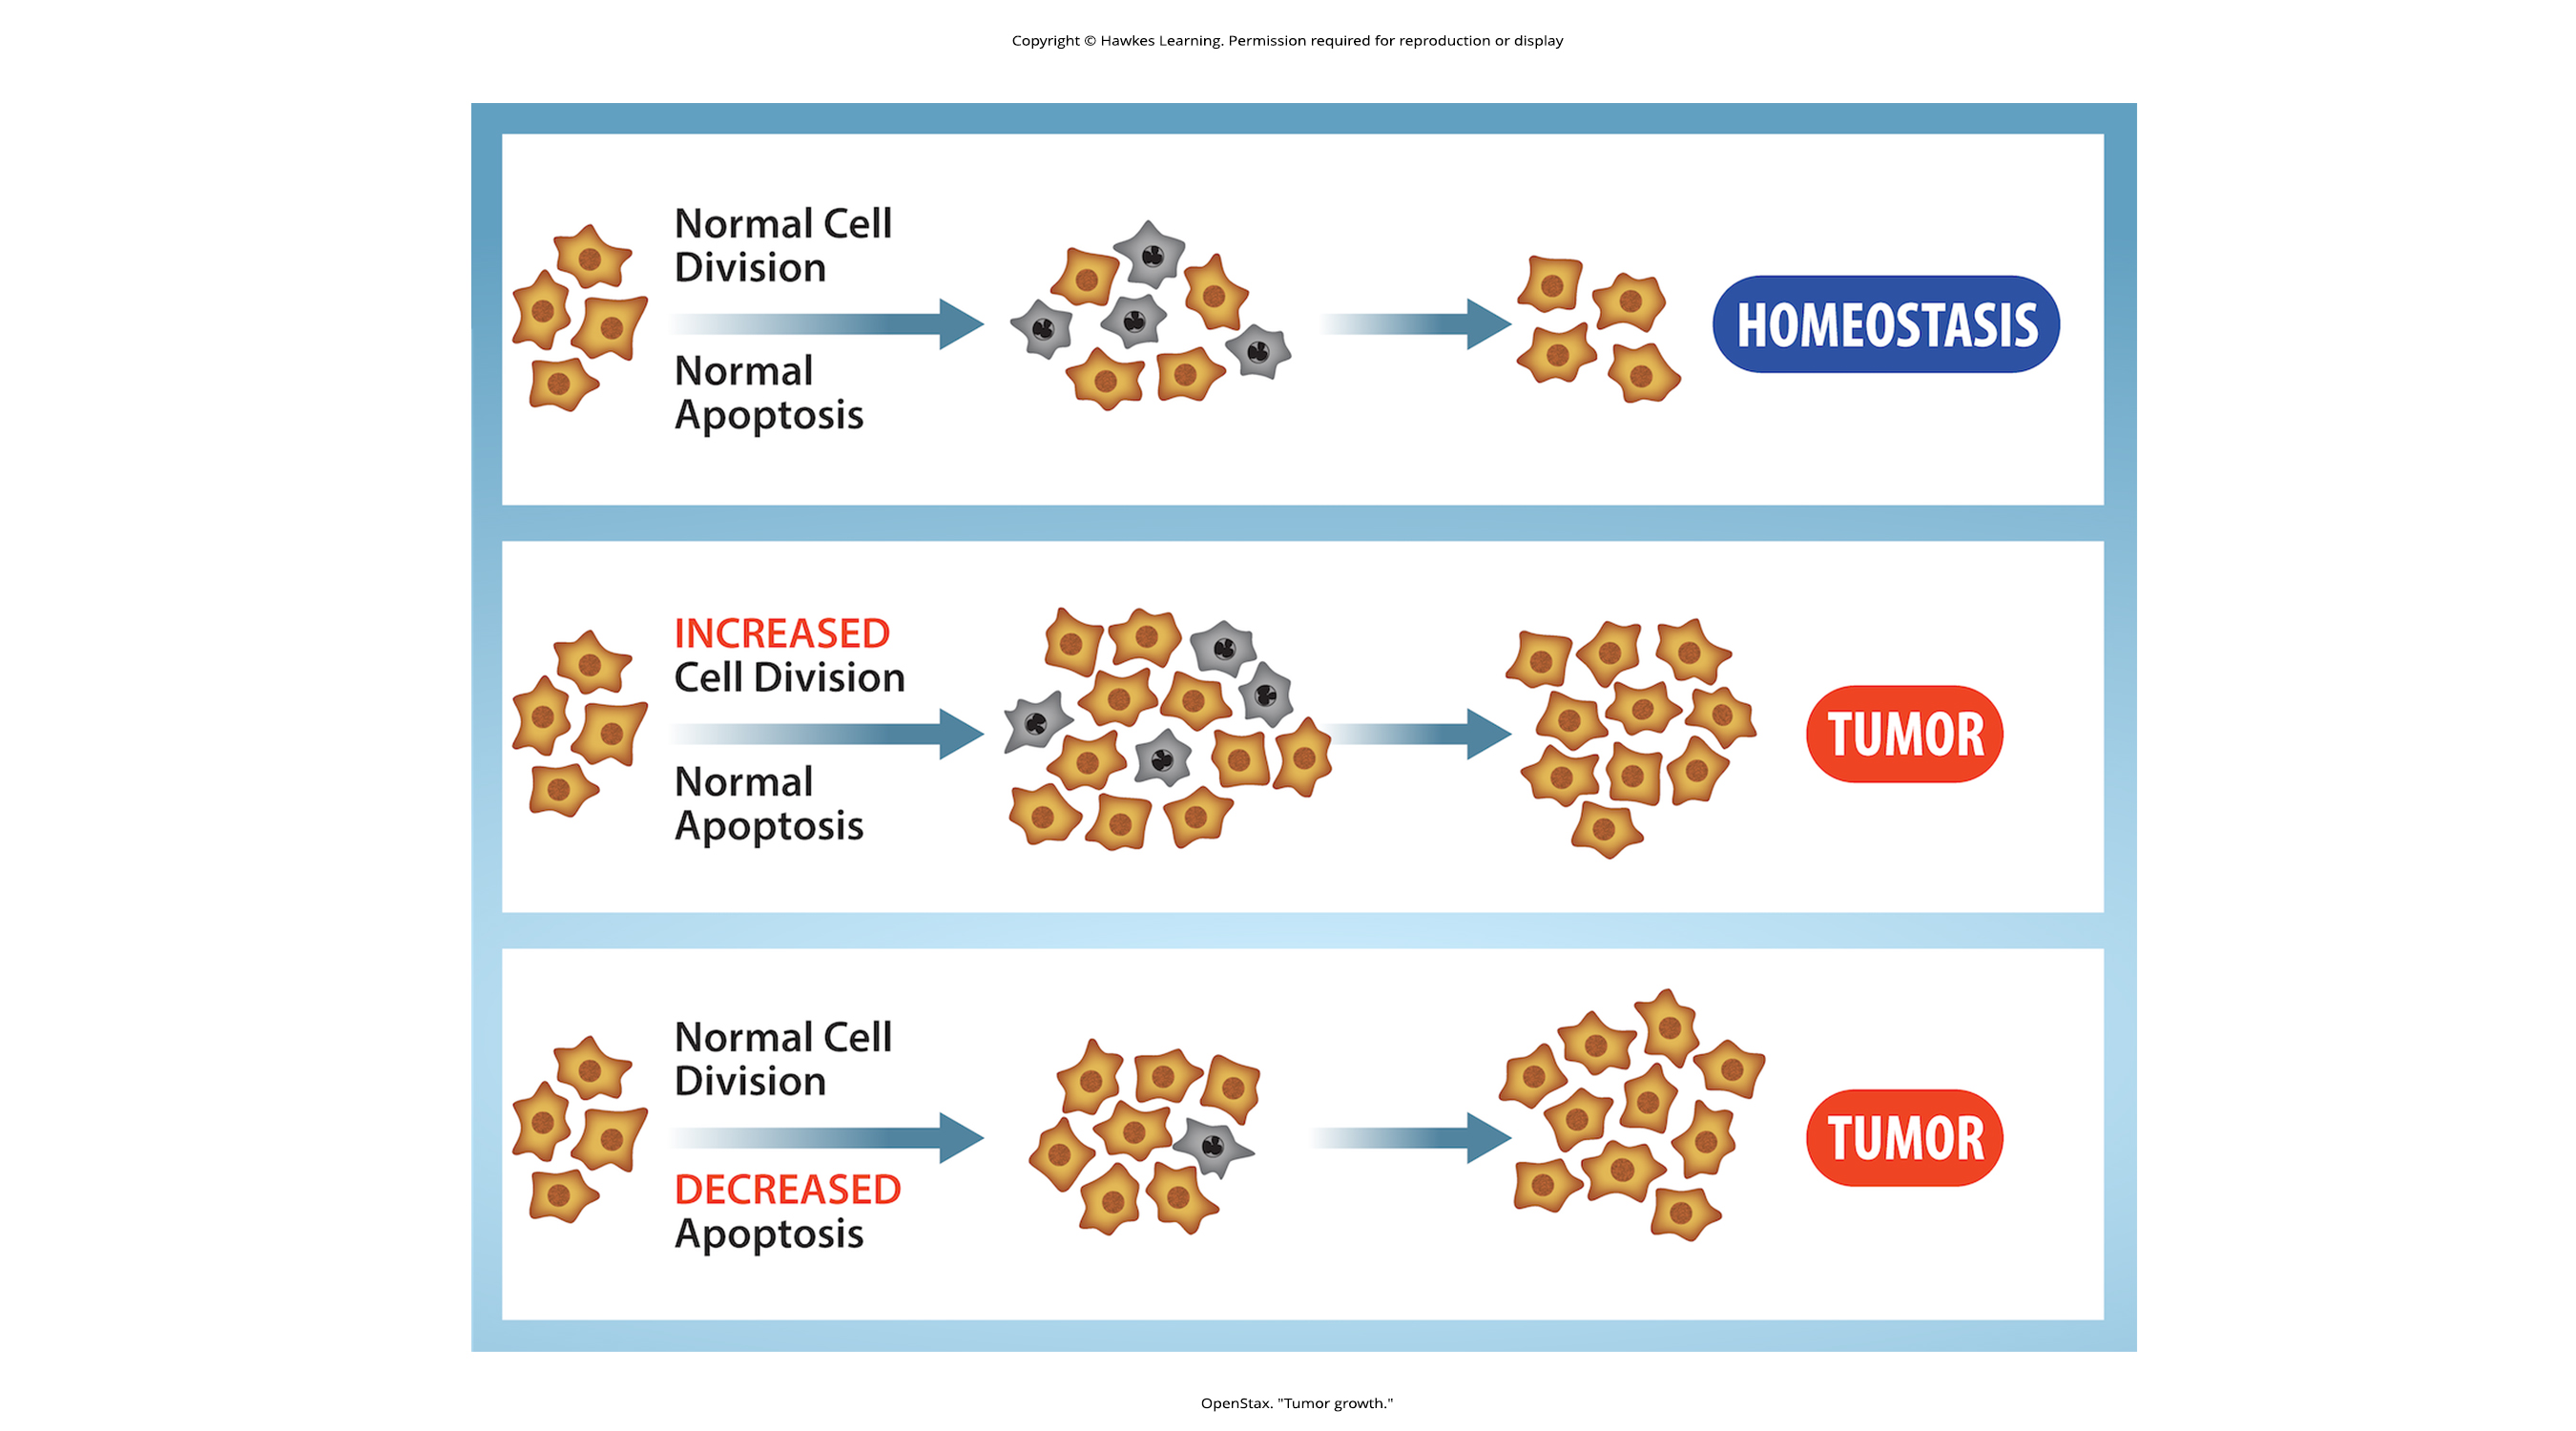 Copyright © Hawkes Learning. Permission required for reproduction or display
Normal Cell
Division
Normal
Apoptosis
HOMEOSTASIS
INCREASED
Cell Division
Normal
Apoptosis
TUMOR
Normal Cell
Division
DECREASED
Apoptosis
TUMOR
OpenStax. "Tumor growth."